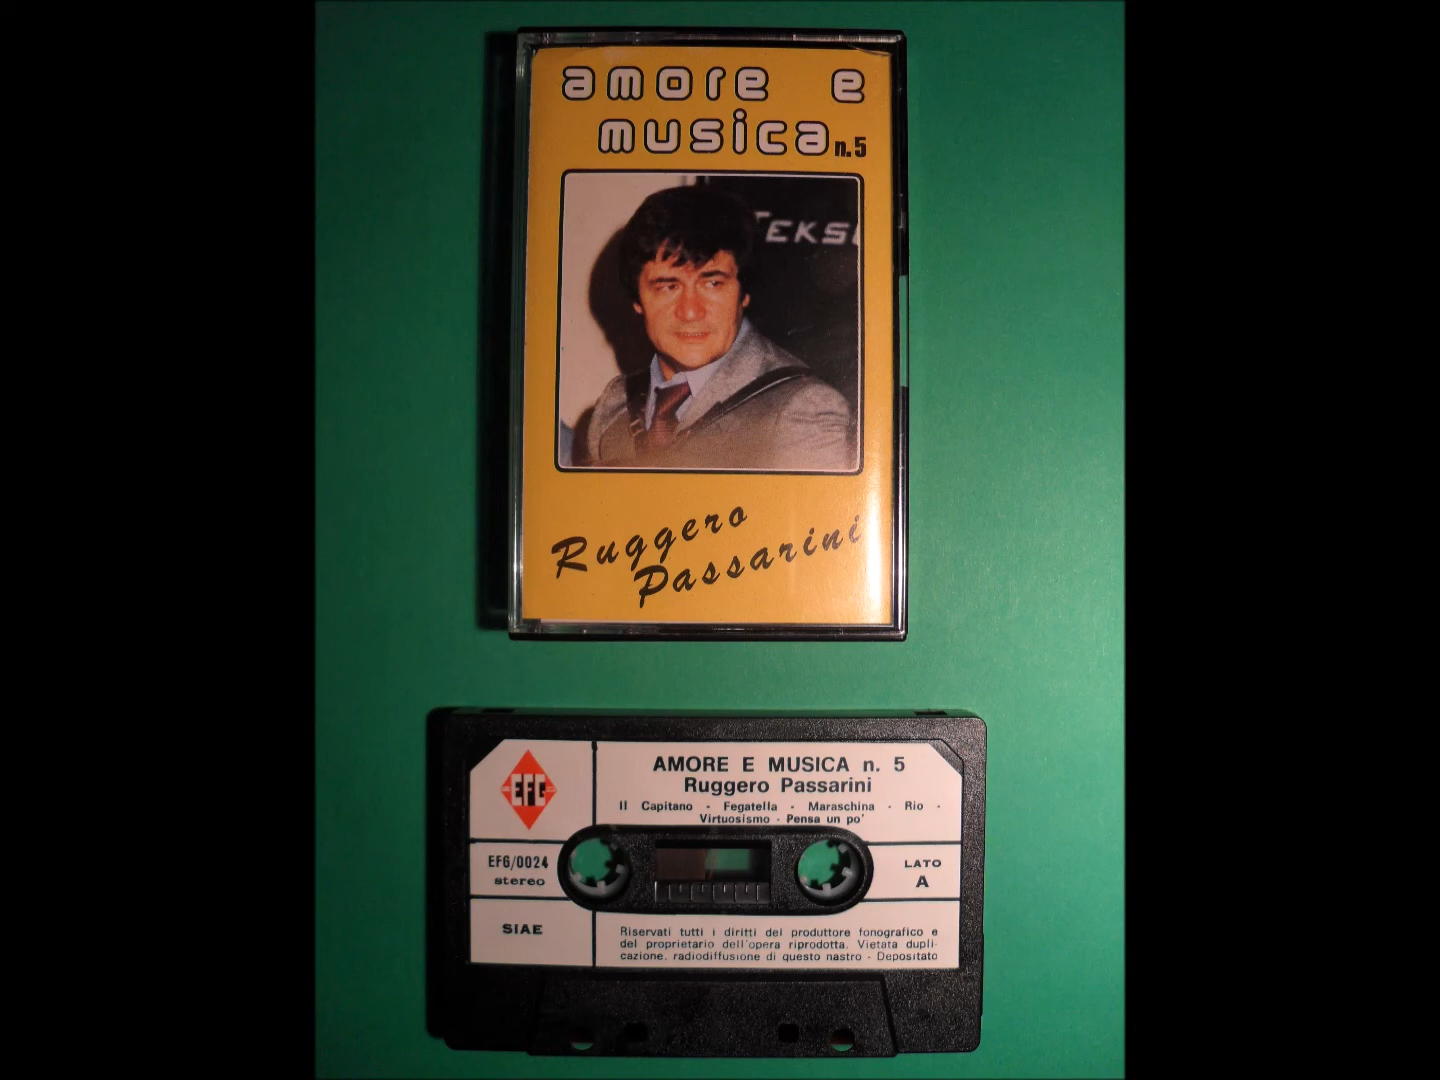 amore e
musica n.5
TEKS
Ruggero
Passarini
AMORE E MUSICA n. 5
Ruggero Passarini
Il Capitano - Fegatella - Maraschina - Rio -
Virtuosismo - Pensa un po'
EFG
EFG/0024
stereo
LATO
A
SIAE
Riservati tutti i diritti del produttore fonografico e
del proprietario dell'opera riprodotta. Vietata dupli-
cazione, radiodiffusione di questo nastro - Depositato